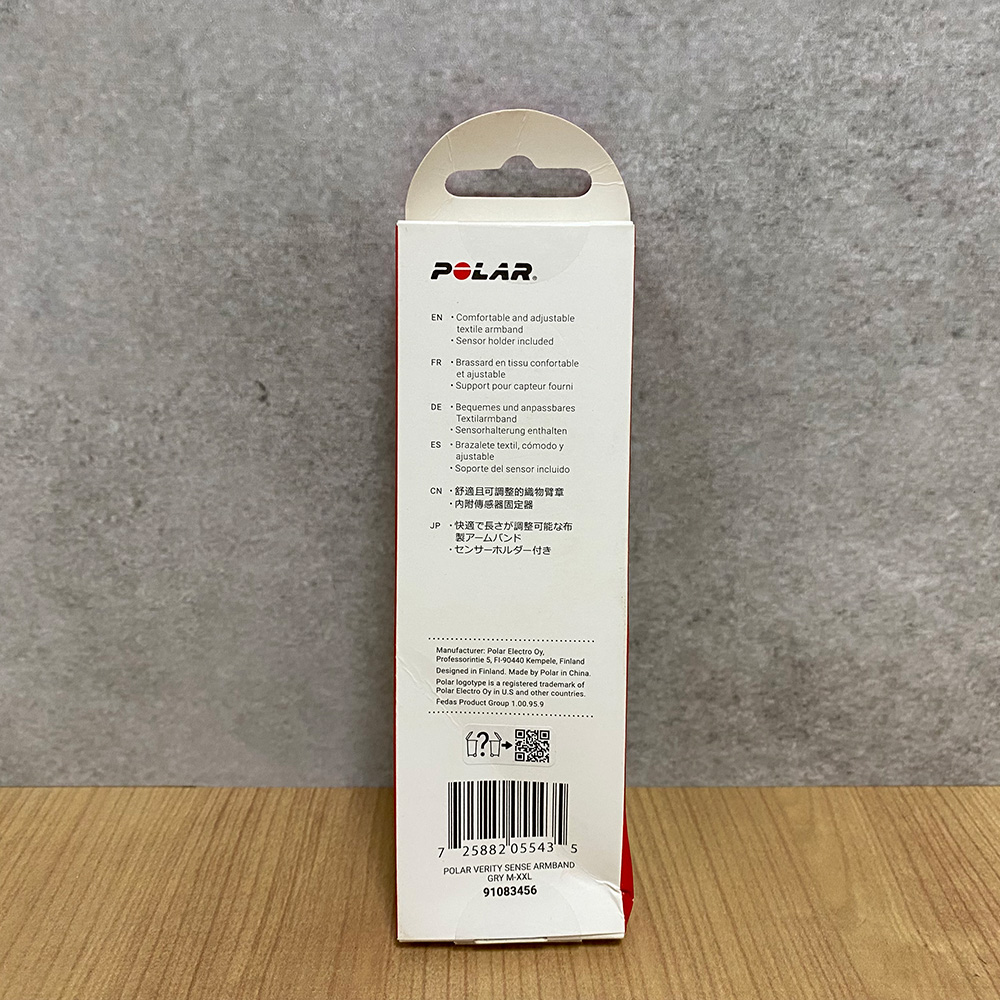 POLAR®
EN • Comfortable and adjustable
textile armband
• Sensor holder included
FR • Brassard en tissu confortable
et ajustable
• Support pour capteur fourni
DE • Bequemes und anpassbares
Textilarmband
• Sensorhalterung enthalten
ES • Brazalete textil, cómodo y
ajustable
• Soporte del sensor incluido
CN • 舒適且可調整的織物臂章
• 內附傳感器固定器
JP • 快適で長さが調整可能な布
製アームバンド
• センサーホルダー付き
Manufacturer: Polar Electro Oy,
Professorintie 5, FI-90440 Kempele, Finland
Designed in Finland. Made by Polar in China.
Polar logotype is a registered trademark of
Polar Electro Oy in U.S and other countries.
Fedas Product Group 1.00.95.9
?
7 25882 05543 5
POLAR VERITY SENSE ARMBAND
GRY M-XXL
91083456